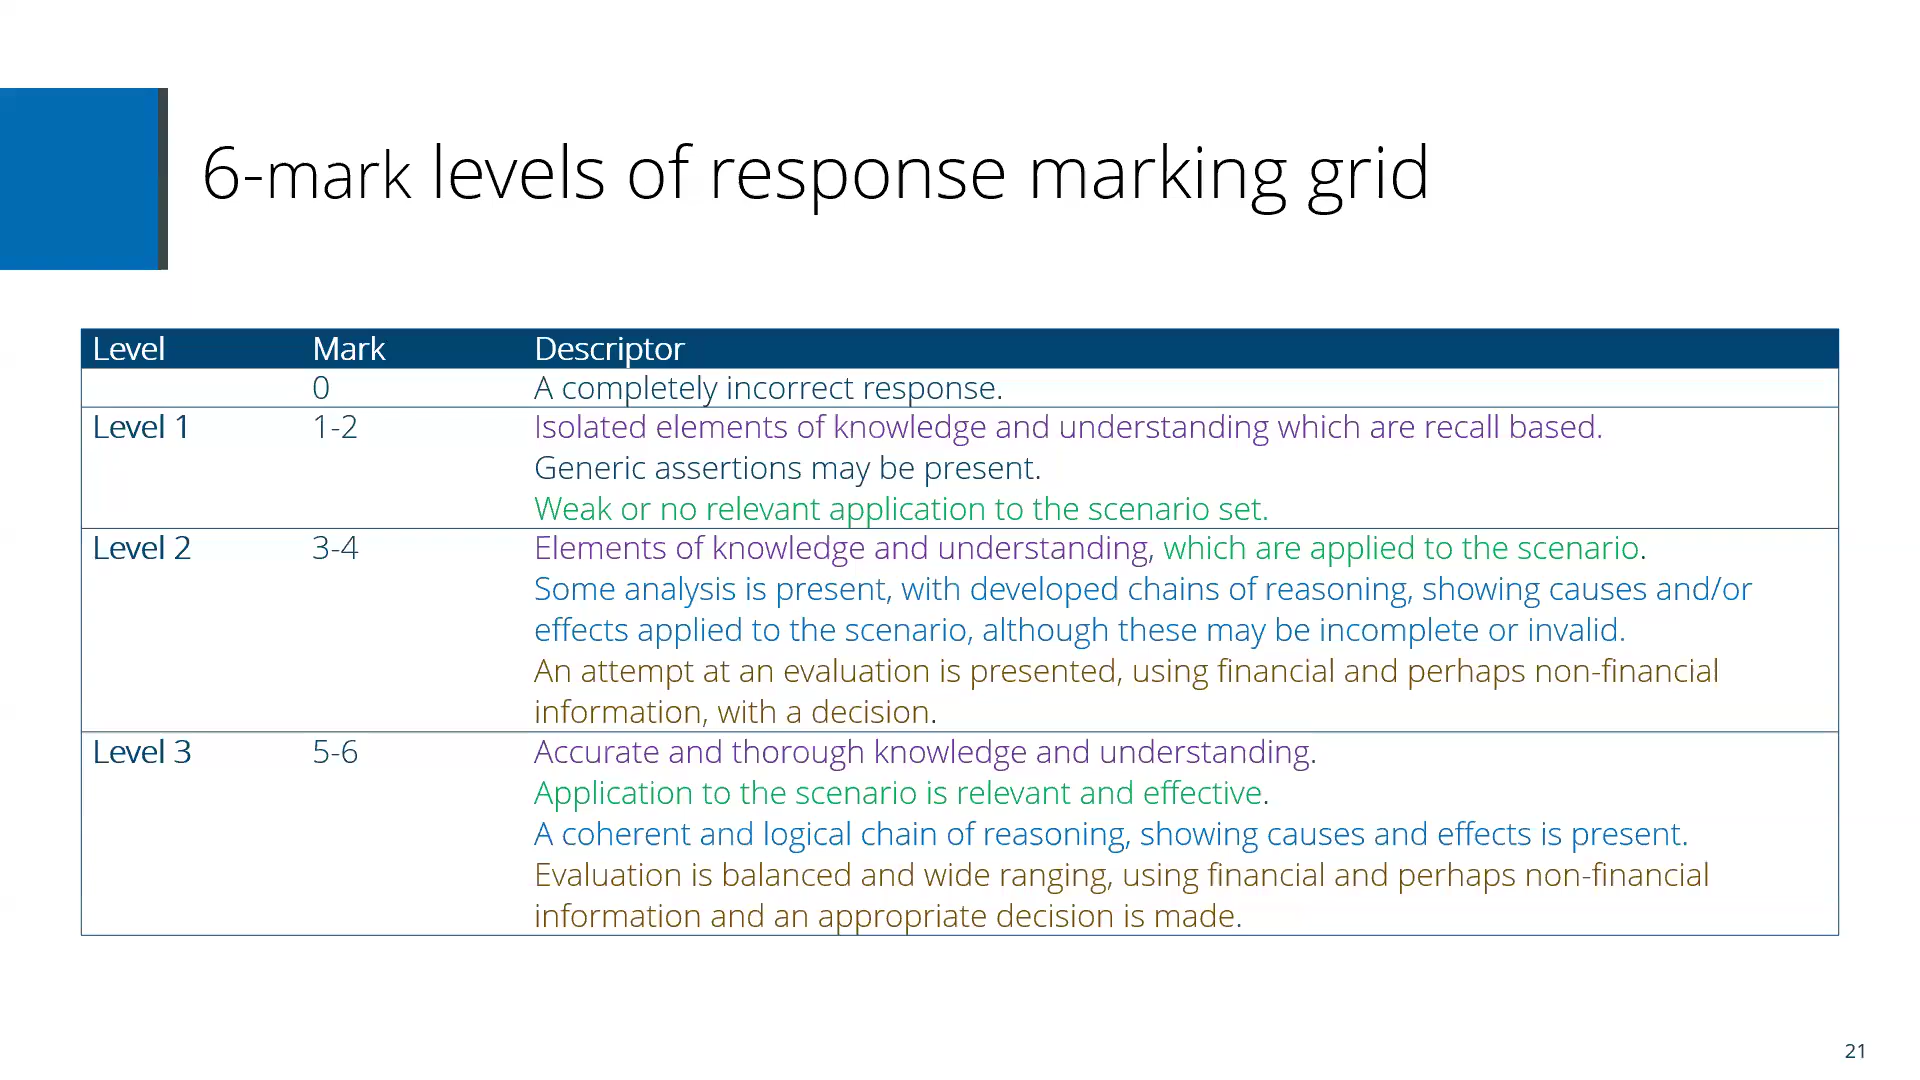 6-mark levels of response marking grid
Level Mark Descriptor
0 A completely incorrect response.
Level 1 1-2 Isolated elements of knowledge and understanding which are recall based.
Generic assertions may be present.
Weak or no relevant application to the scenario set.
Level 2 3-4 Elements of knowledge and understanding, which are applied to the scenario.
Some analysis is present, with developed chains of reasoning, showing causes and/or
effects applied to the scenario, although these may be incomplete or invalid.
An attempt at an evaluation is presented, using financial and perhaps non-financial
information, with a decision.
Level 3 5-6 Accurate and thorough knowledge and understanding.
Application to the scenario is relevant and effective.
A coherent and logical chain of reasoning, showing causes and effects is present.
Evaluation is balanced and wide ranging, using financial and perhaps non-financial
information and an appropriate decision is made.
21